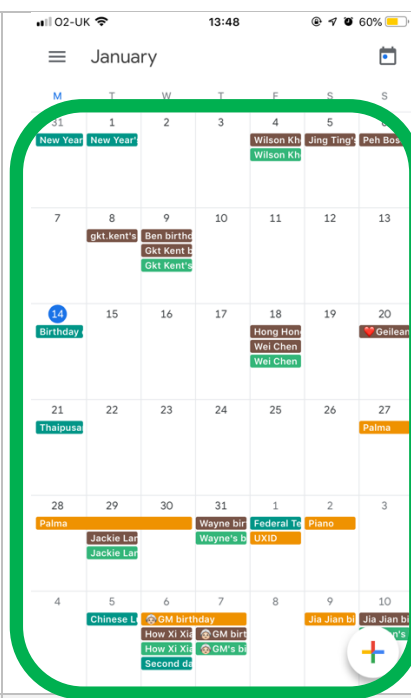 O2-UK 13:48 60%
January
M T W T F S S
31 1 2 3 4 5 6
New Year New Year' Wilson Kh Jing Ting's Peh Bos
Wilson Kh
7 8 9 10 11 12 13
gkt.kent's Ben birthd
Gkt Kent b
Gkt Kent's
14 15 16 17 18 19 20
Birthday Hong Hon ❤️Geilean
Wei Chen
Wei Chen
21 22 23 24 25 26 27
Thaipusa Palma
28 29 30 31 1 2 3
Palma Wayne bir Federal Te Piano
Jackie Lar Wayne's b UXID
Jackie Lar
4 5 6 7 8 9 10
Chinese Lu GM birthday Jia Jian bi Jia Jian bi
How Xi Xia GM birt n's
How Xi Xia GM's bi
Second da